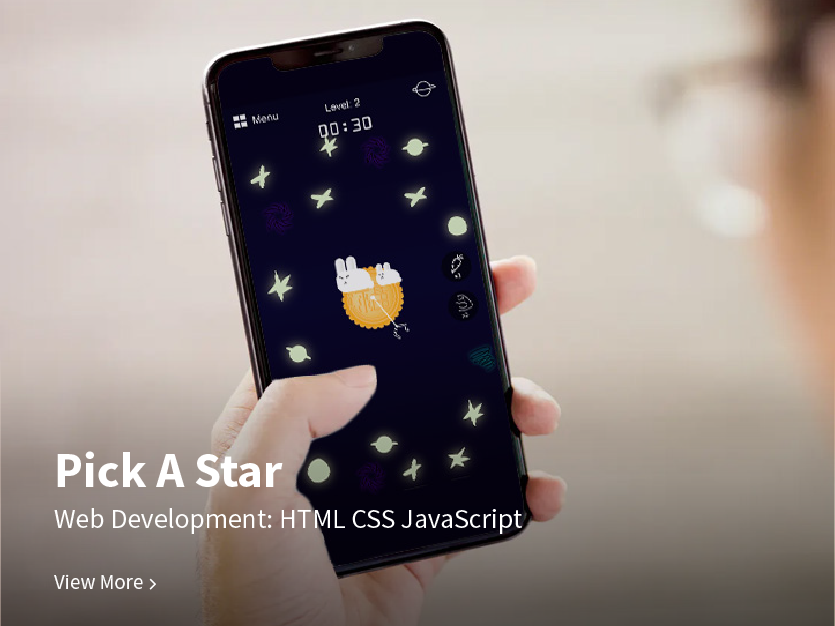 Level: 2
Menu
00:30
Pick A Star
Web Development: HTML CSS JavaScript
View More >